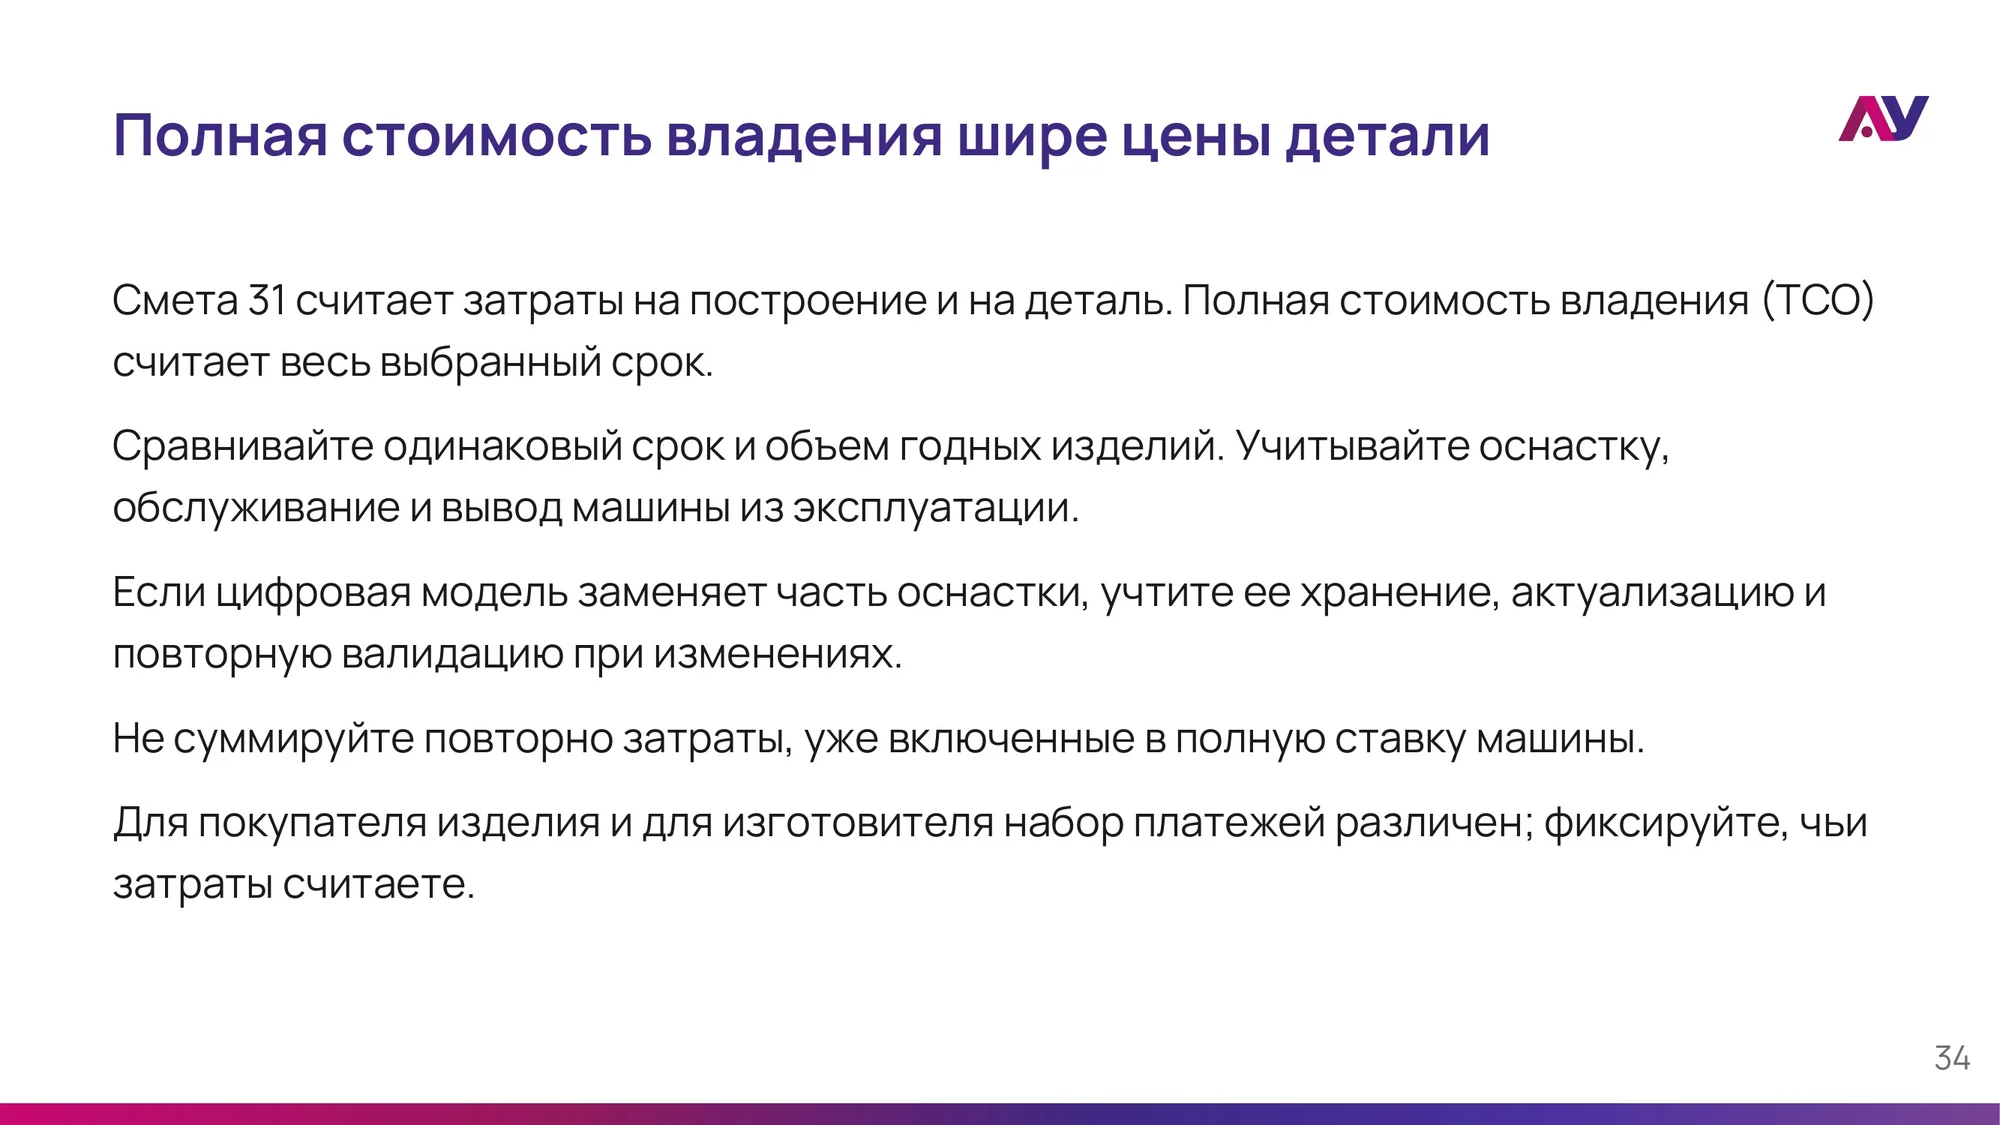 Полная стоимость владения шире цены детали
АУ
Смета 31 считает затраты на построение и на деталь. Полная стоимость владения (TCO)
считает весь выбранный срок.
Сравнивайте одинаковый срок и объем годных изделий. Учитывайте оснастку,
обслуживание и вывод машины из эксплуатации.
Если цифровая модель заменяет часть оснастки, учтите ее хранение, актуализацию и
повторную валидацию при изменениях.
Не суммируйте повторно затраты, уже включенные в полную ставку машины.
Для покупателя изделия и для изготовителя набор платежей различен; фиксируйте, чьи
затраты считаете.
34